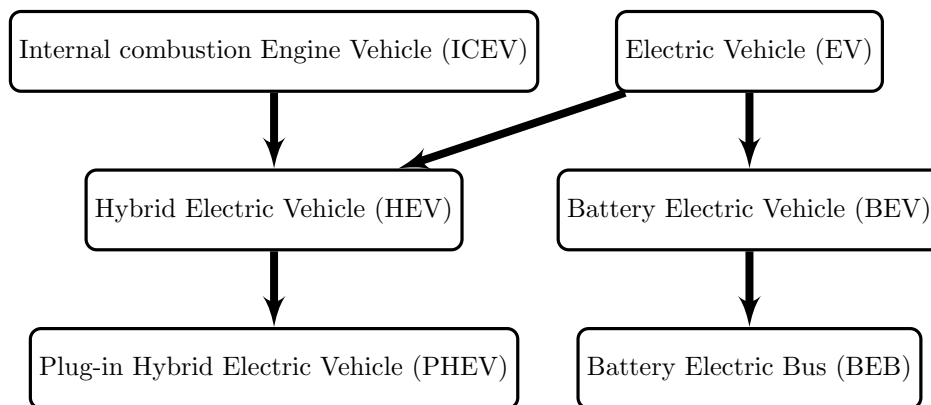 Internal combustion Engine Vehicle (ICEV)
Electric Vehicle (EV)
Hybrid Electric Vehicle (HEV)
Battery Electric Vehicle (BEV)
Plug-in Hybrid Electric Vehicle (PHEV)
Battery Electric Bus (BEB)